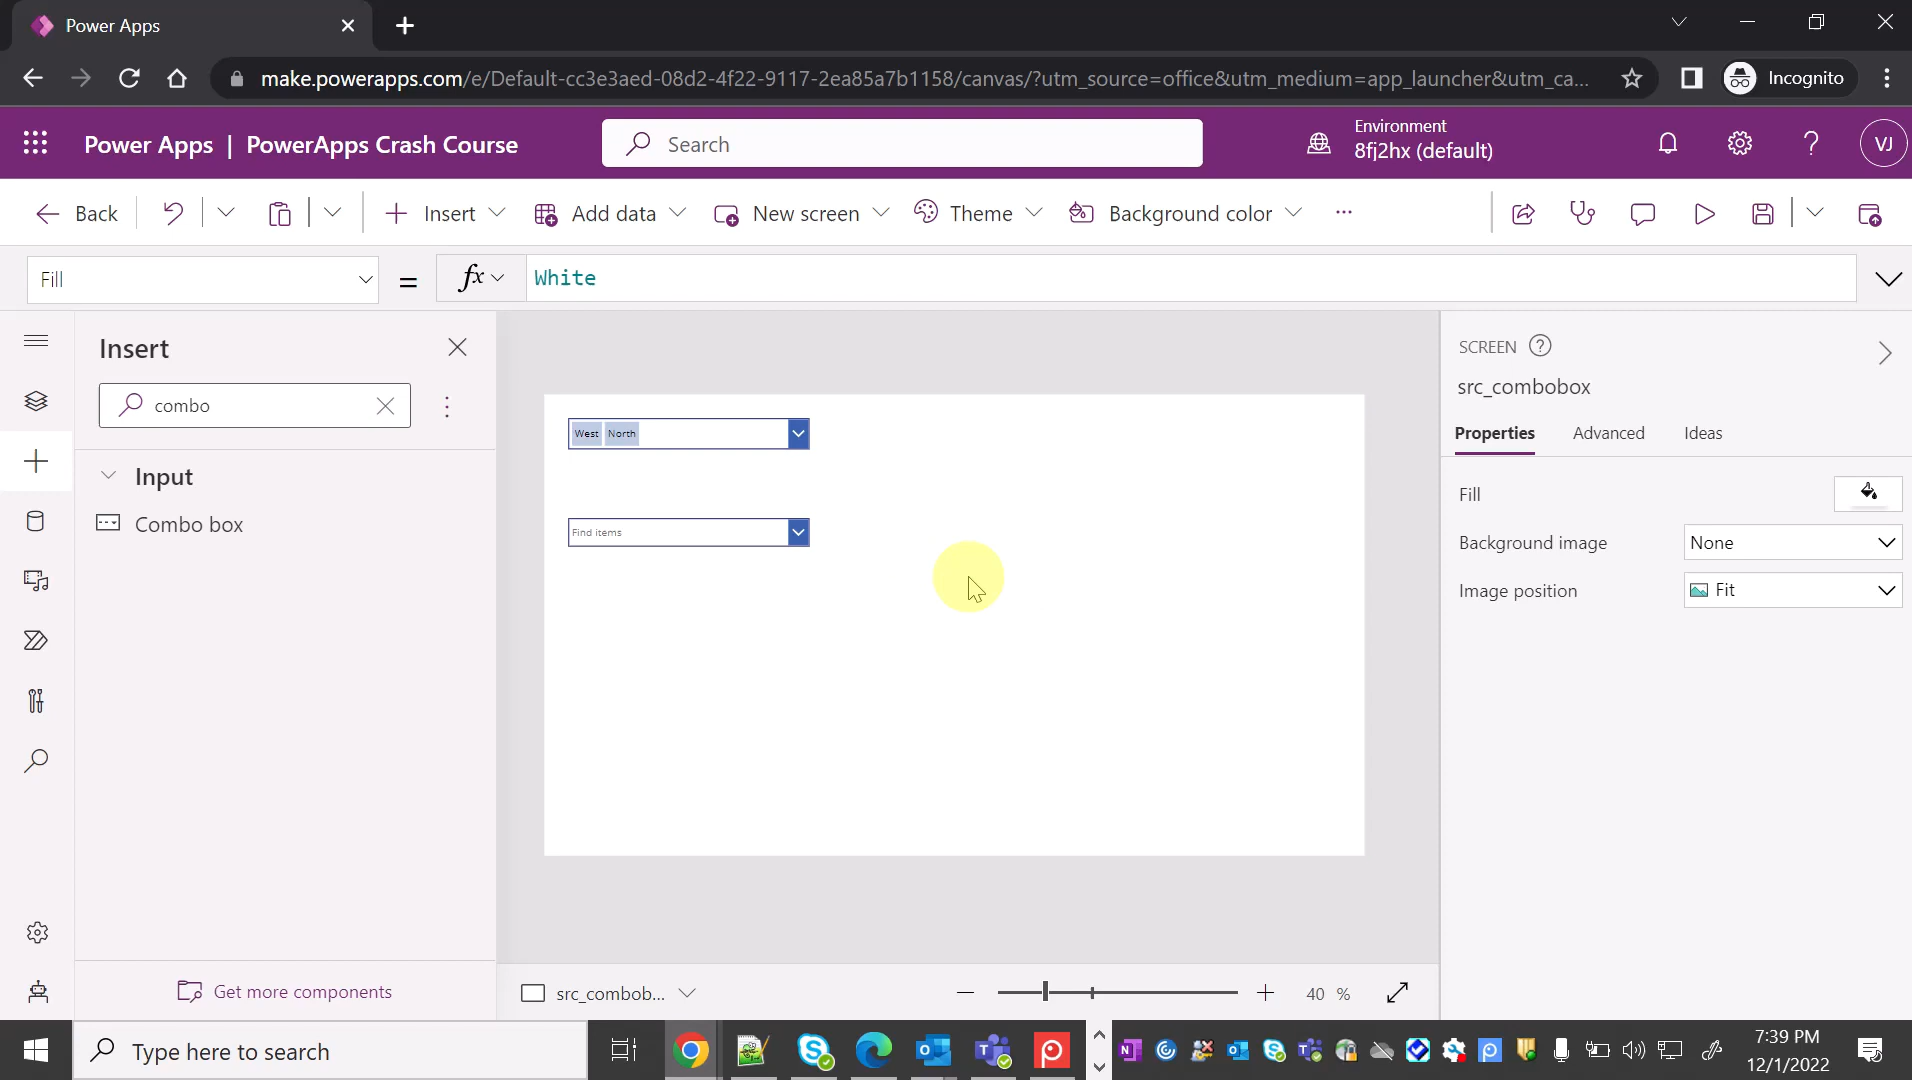 Power Apps
make.powerapps.com/e/Default-cc3e3aed-08d2-4f22-9117-2ea85a7b1158/canvas/?utm_source=office&utm_medium=app_launcher&utm_ca...
Incognito
Power Apps | PowerApps Crash Course
Search
Environment
8fj2hx (default)
VJ
Back
Insert
Add data
New screen
Theme
Background color
Fill
=
fx
White
Insert
combo
Input
Combo box
Get more components
West North
Find items
src_combob...
40 %
SCREEN
src_combobox
Properties
Advanced
Ideas
Fill
Background image
None
Image position
Fit
Type here to search
7:39 PM
12/1/2022